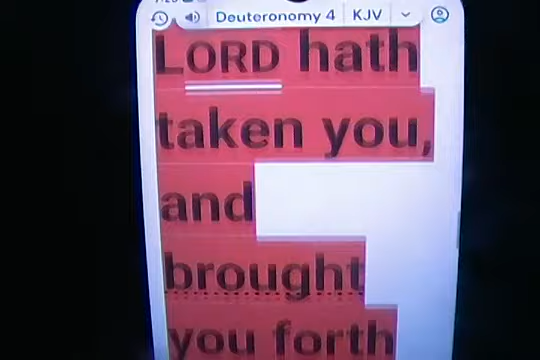 Deuteronomy 4 KJV
LORD hath
taken you,
and
brought
you forth